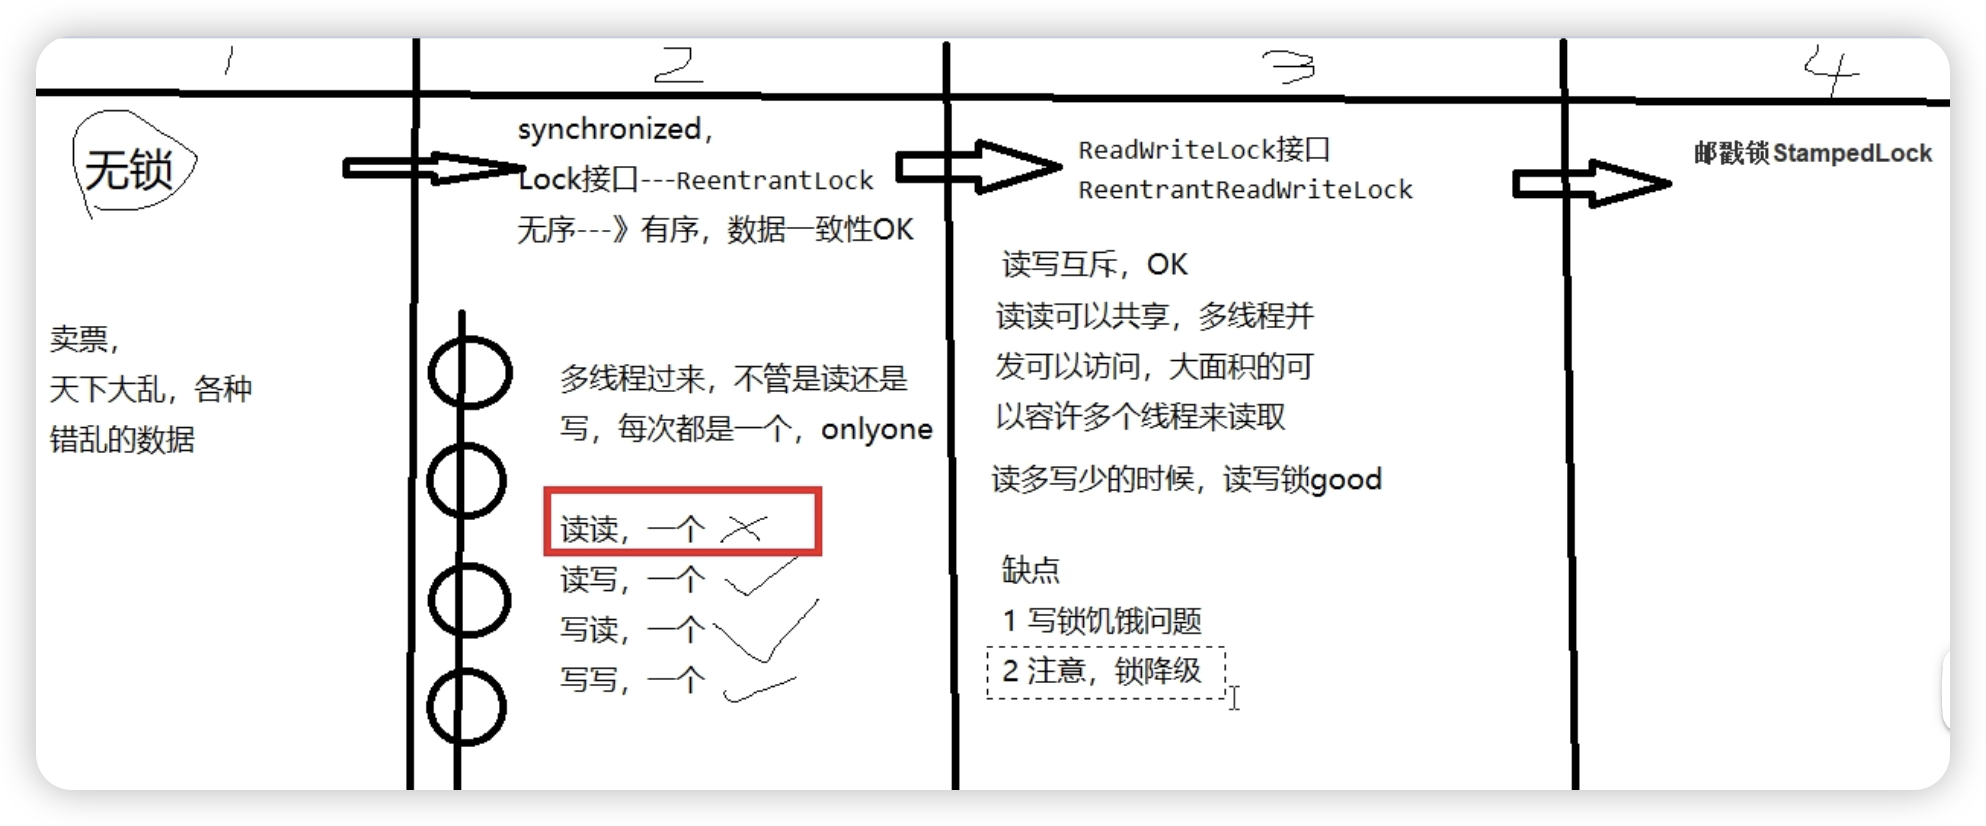 1
2
3
4
无锁
卖票，
天下大乱，各种
错乱的数据
synchronized，
Lock接口---ReentrantLock
无序---》有序，数据一致性OK
多线程过来，不管是读还是
写，每次都是一个，onlyone
读读，一个
读写，一个
写读，一个
写写，一个
ReadWriteLock接口
ReentrantReadWriteLock
读写互斥，OK
读读可以共享，多线程并
发可以访问，大面积的可
以容许多个线程来读取
读多写少的时候，读写锁good
缺点
1 写锁饥饿问题
2 注意，锁降级
邮戳锁StampedLock